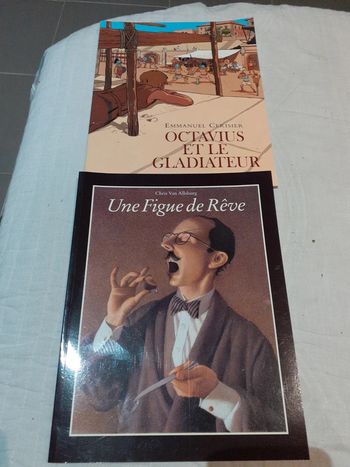 EMMANUEL CERISIER
OCTAVIUS
ET LE
GLADIATEUR
Chris Van Allsburg
Une Figue de Rêve